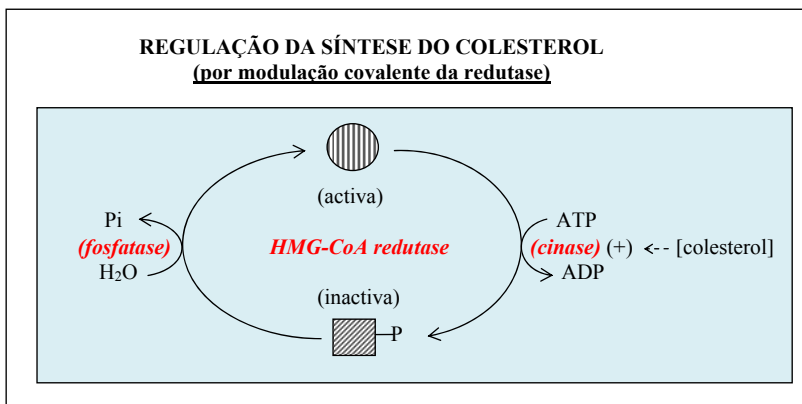 REGULAÇÃO DA SÍNTESE DO COLESTEROL
(por modulação covalente da redutase)
(activa)
Pi
(fosfatase)
H₂O
HMG-CoA redutase
ATP
(cinase) (+) <-- [colesterol]
ADP
(inactiva)
P